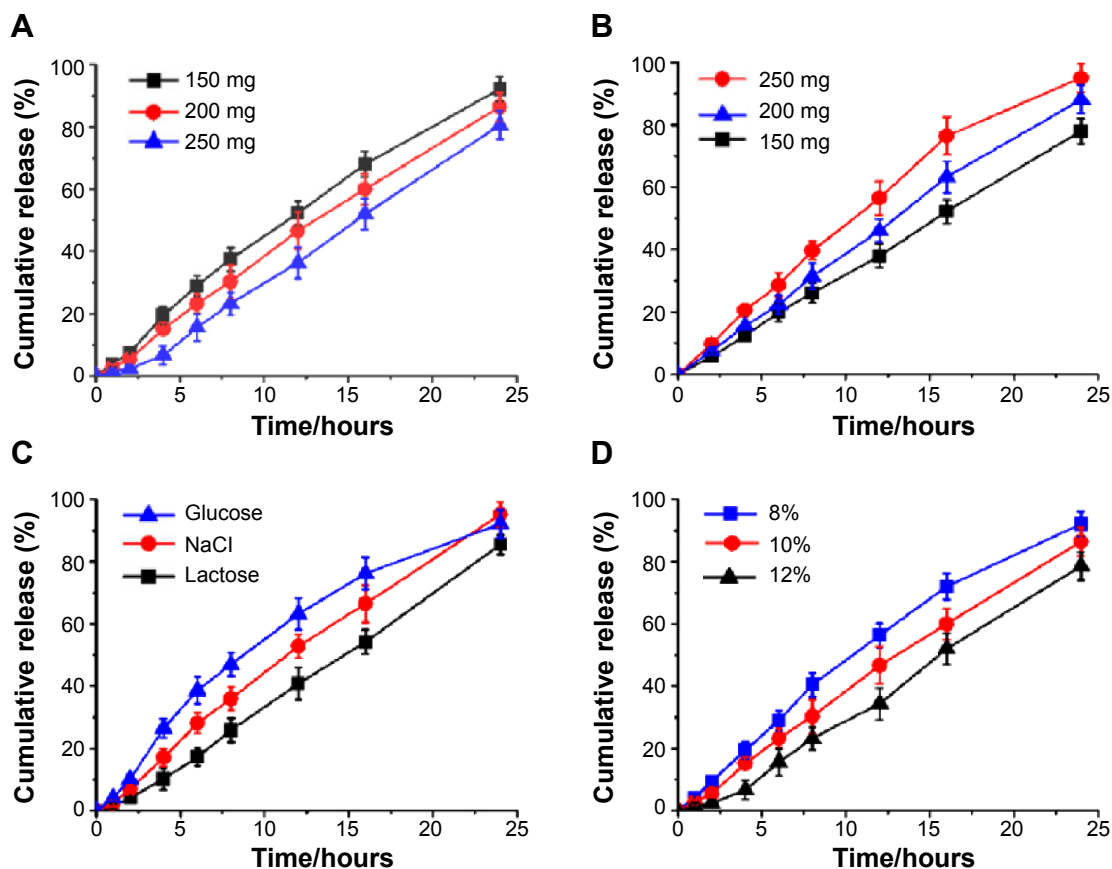 A
Cumulative release (%)
100
80
60
40
20
0
150 mg
200 mg
250 mg
0 5 10 15 20 25
Time/hours
B
Cumulative release (%)
100
80
60
40
20
0
250 mg
200 mg
150 mg
0 5 10 15 20 25
Time/hours
C
Cumulative release (%)
100
80
60
40
20
0
Glucose
NaCl
Lactose
0 5 10 15 20 25
Time/hours
D
Cumulative release (%)
100
80
60
40
20
0
8%
10%
12%
0 5 10 15 20 25
Time/hours